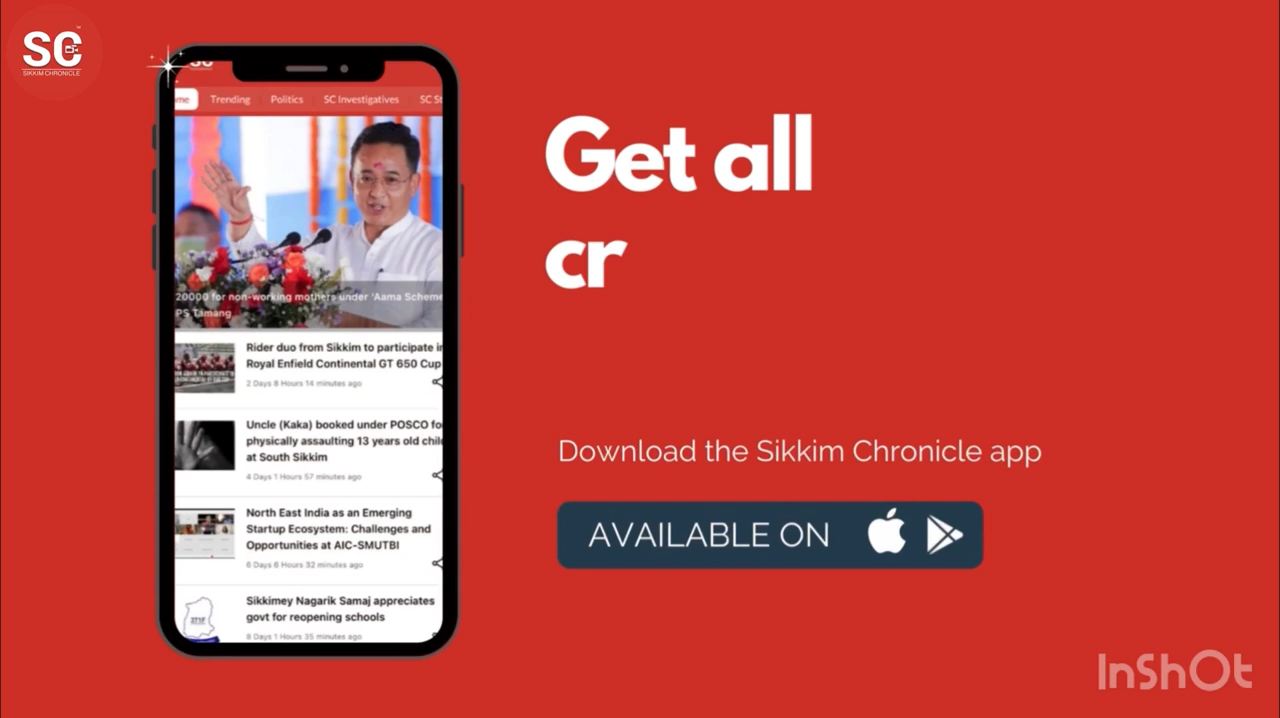 SC
SIKKIM CHRONICLE
Trending
Politics
SC Investigatives
SC
20000 for non-working mothers under 'Aama Scheme
PS Tamang
Rider duo from Sikkim to participate
Royal Enfield Continental GT 650 Cup
2 Days 8 Hours 14 minutes ago
Uncle (Kaka) booked under POSCO
physically assaulting 13 years old
at South Sikkim
4 Days 1 Hours 57 minutes ago
North East India as an Emerging
Startup Ecosystem: Challenges and
Opportunities at AIC-SMUTBI
6 Days 6 Hours 32 minutes ago
Sikkimey Nagarik Samaj appreciates
govt for reopening schools
8 Days 1 Hours 35 minutes ago
Get all
cr
Download the Sikkim Chronicle app
AVAILABLE ON
InShOt